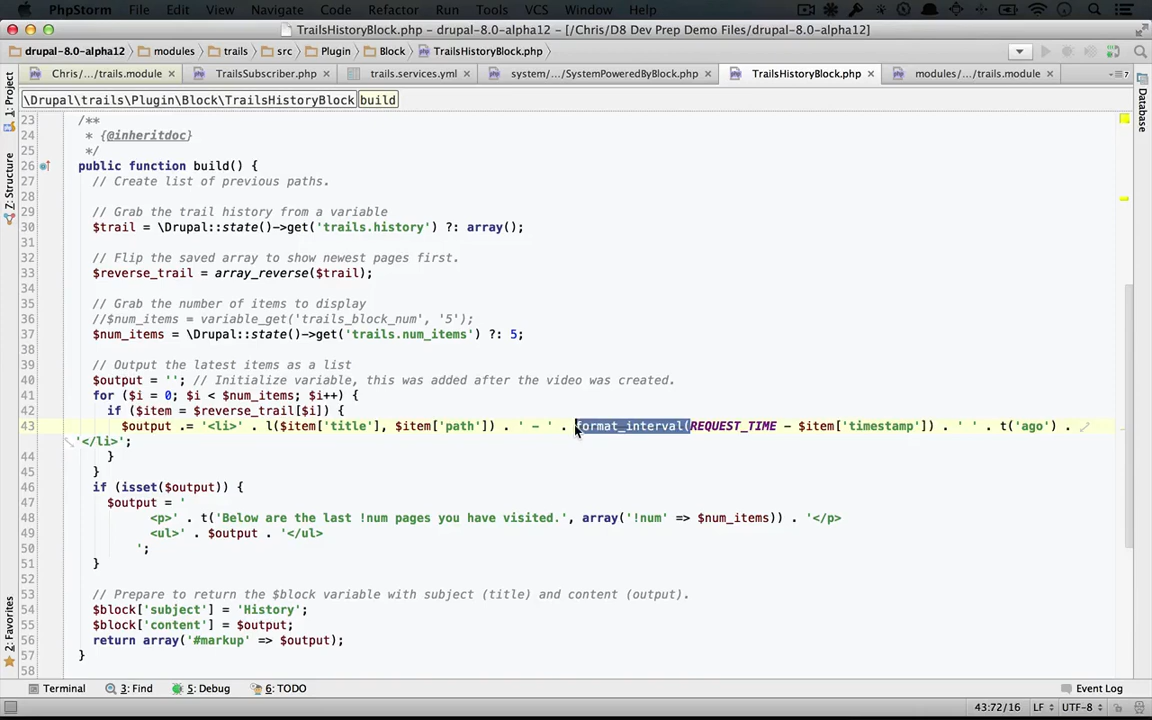 PhpStorm File Edit View Navigate Code Refactor Run Tools VCS Window Help
TrailsHistoryBlock.php – drupal-8.0-alpha12 – [/Chris/D8 Dev Prep Demo Files/drupal-8.0-alpha12]
drupal-8.0-alpha12 modules trails src Plugin Block TrailsHistoryBlock.php
Chris/.../trails.module TrailsSubscriber.php trails.services.yml system/.../SystemPoweredByBlock.php TrailsHistoryBlock.php modules/.../trails.module
\Drupal\trails\Plugin\Block\TrailsHistoryBlock build
1: Project
Z: Structure
2: Favorites
Database
23 /**
24 * {@inheritdoc}
25 */
26 public function build() {
27 // Create list of previous paths.
28
29 // Grab the trail history from a variable
30 $trail = \Drupal::state()->get('trails.history') ?: array();
31
32 // Flip the saved array to show newest pages first.
33 $reverse_trail = array_reverse($trail);
34
35 // Grab the number of items to display
36 //$num_items = variable_get('trails_block_num', '5');
37 $num_items = \Drupal::state()->get('trails.num_items') ?: 5;
38
39 // Output the latest items as a list
40 $output = ''; // Initialize variable, this was added after the video was created.
41 for ($i = 0; $i < $num_items; $i++) {
42 if ($item = $reverse_trail[$i]) {
43 $output .= '<li>' . l($item['title'], $item['path']) . ' - ' . format_interval(REQUEST_TIME - $item['timestamp']) . ' ' . t('ago') .
'</li>';
44 }
45 }
46 if (isset($output)) {
47 $output = '
48 <p>' . t('Below are the last !num pages you have visited.', array('!num' => $num_items)) . '</p>
49 <ul>' . $output . '</ul>
50 ';
51 }
52
53 // Prepare to return the $block variable with subject (title) and content (output).
54 $block['subject'] = 'History';
55 $block['content'] = $output;
56 return array('#markup' => $output);
57 }
58
Terminal 3: Find 5: Debug 6: TODO Event Log
43:72/16 LF UTF-8